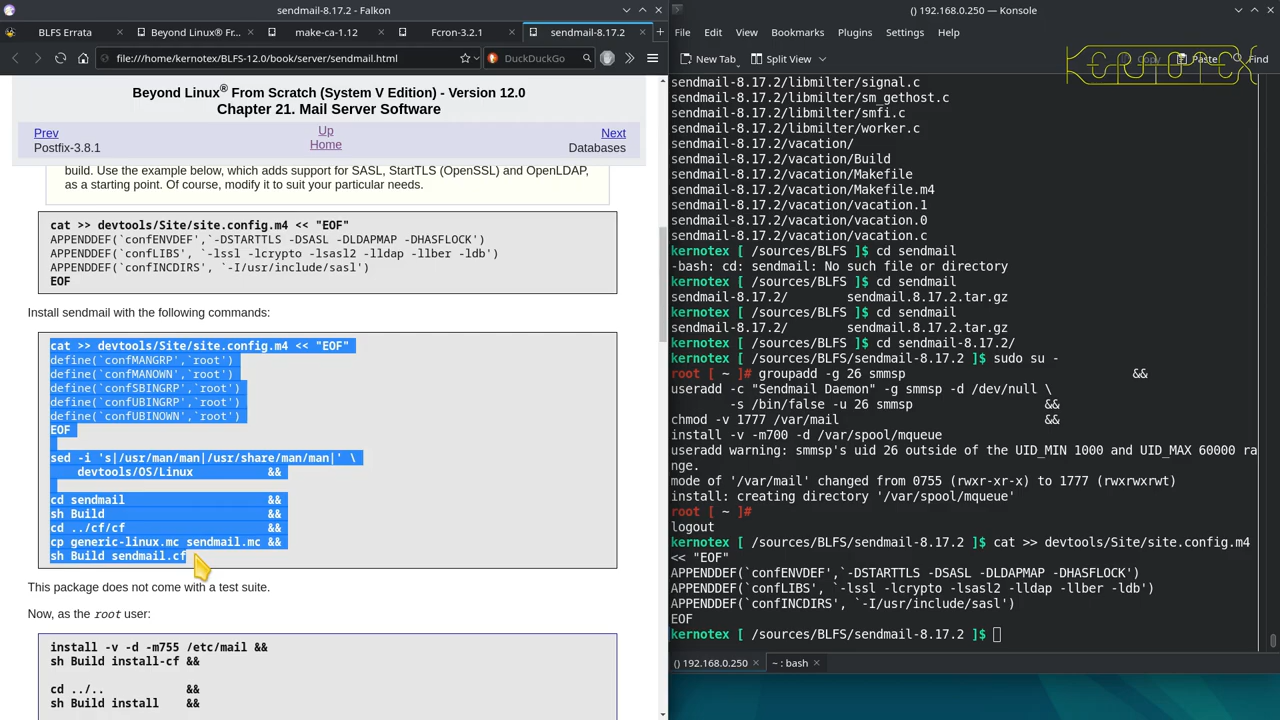 sendmail-8.17.2 - Falkon
BLFS Errata
Beyond Linux® Fr...
make-ca-1.12
Fcron-3.2.1
sendmail-8.17.2
file:///home/kernotex/BLFS-12.0/book/server/sendmail.html
DuckDuckGo
Beyond Linux® From Scratch (System V Edition) - Version 12.0
Chapter 21. Mail Server Software
Prev
Up
Next
Postfix-3.8.1
Home
Databases
build. Use the example below, which adds support for SASL, StartTLS (OpenSSL) and OpenLDAP,
as a starting point. Of course, modify it to suit your particular needs.
cat >> devtools/Site/site.config.m4 << "EOF"
APPENDDEF(`confENVDEF',`-DSTARTTLS -DSASL -DLDAPMAP -DHASFLOCK')
APPENDDEF(`confLIBS', `-lssl -lcrypto -lsasl2 -lldap -llber -ldb')
APPENDDEF(`confINCDIRS', `-I/usr/include/sasl')
EOF
Install sendmail with the following commands:
cat >> devtools/Site/site.config.m4 << "EOF"
define(`confMANGRP',`root')
define(`confMANOWN',`root')
define(`confSBINGRP',`root')
define(`confUBINGRP',`root')
define(`confUBINOWN',`root')
EOF
sed -i 's|/usr/man/man|/usr/share/man/man|' \
devtools/OS/Linux &&
cd sendmail &&
sh Build &&
cd ../cf/cf &&
cp generic-linux.mc sendmail.mc &&
sh Build sendmail.cf
This package does not come with a test suite.
Now, as the root user:
install -v -d -m755 /etc/mail &&
sh Build install-cf &&
cd ../.. &&
sh Build install &&
() 192.168.0.250 — Konsole
File Edit View Bookmarks Plugins Settings Help
New Tab
Split View
Copy
Paste
Find
KernoteX
sendmail-8.17.2/libmilter/signal.c
sendmail-8.17.2/libmilter/sm_gethost.c
sendmail-8.17.2/libmilter/smfi.c
sendmail-8.17.2/libmilter/worker.c
sendmail-8.17.2/vacation/
sendmail-8.17.2/vacation/Build
sendmail-8.17.2/vacation/Makefile
sendmail-8.17.2/vacation/Makefile.m4
sendmail-8.17.2/vacation/vacation.1
sendmail-8.17.2/vacation/vacation.0
sendmail-8.17.2/vacation/vacation.c
kernotex [ /sources/BLFS ]$ cd sendmail
-bash: cd: sendmail: No such file or directory
kernotex [ /sources/BLFS ]$ cd sendmail
sendmail-8.17.2/ sendmail.8.17.2.tar.gz
kernotex [ /sources/BLFS ]$ cd sendmail
sendmail-8.17.2/ sendmail.8.17.2.tar.gz
kernotex [ /sources/BLFS ]$ cd sendmail-8.17.2/
kernotex [ /sources/BLFS/sendmail-8.17.2 ]$ sudo su -
root [ ~ ]# groupadd -g 26 smmsp &&
useradd -c "Sendmail Daemon" -g smmsp -d /dev/null \
-s /bin/false -u 26 smmsp &&
chmod -v 1777 /var/mail &&
install -v -m700 -d /var/spool/mqueue
useradd warning: smmsp's uid 26 outside of the UID_MIN 1000 and UID_MAX 60000 ra
nge.
mode of '/var/mail' changed from 0755 (rwxr-xr-x) to 1777 (rwxrwxrwt)
install: creating directory '/var/spool/mqueue'
root [ ~ ]#
logout
kernotex [ /sources/BLFS/sendmail-8.17.2 ]$ cat >> devtools/Site/site.config.m4
<< "EOF"
APPENDDEF(`confENVDEF',`-DSTARTTLS -DSASL -DLDAPMAP -DHASFLOCK')
APPENDDEF(`confLIBS', `-lssl -lcrypto -lsasl2 -lldap -llber -ldb')
APPENDDEF(`confINCDIRS', `-I/usr/include/sasl')
EOF
kernotex [ /sources/BLFS/sendmail-8.17.2 ]$
() 192.168.0.250
~ : bash